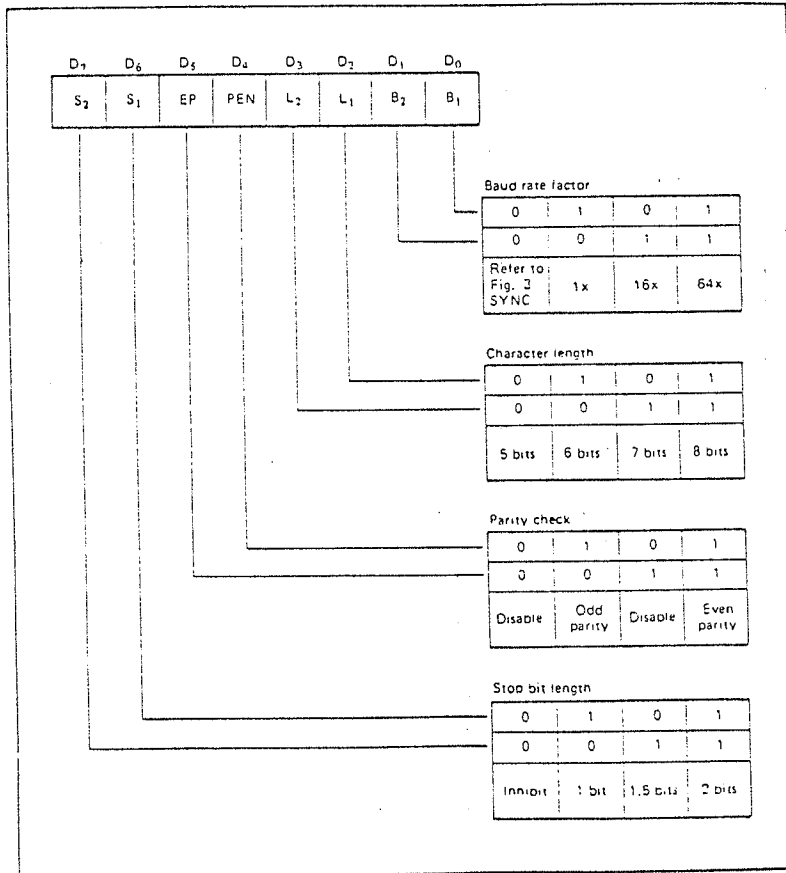 D₇ D₆ D₅ D₄ D₃ D₂ D₁ D₀
S₂ S₁ EP PEN L₂ L₁ B₂ B₁
Baud rate factor
0 1 0 1
0 0 1 1
Refer to
Fig. 3
SYNC
1x 16x 64x
Character length
0 1 0 1
0 0 1 1
5 bits 6 bits 7 bits 8 bits
Parity check
0 1 0 1
0 0 1 1
Disable Odd parity Disable Even parity
Stop bit length
0 1 0 1
0 0 1 1
Inhibit 1 bit 1.5 bits 2 bits